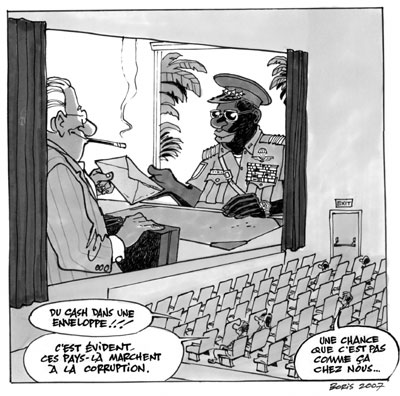 EXIT
DU CASH DANS UNE
ENVELOPPE!!!
C'EST ÉVIDENT
CES PAYS-LÀ MARCHENT
À LA CORRUPTION.
UNE CHANCE
QUE C'EST PAS
COMME ÇA
CHEZ NOUS...
BORIS 2007